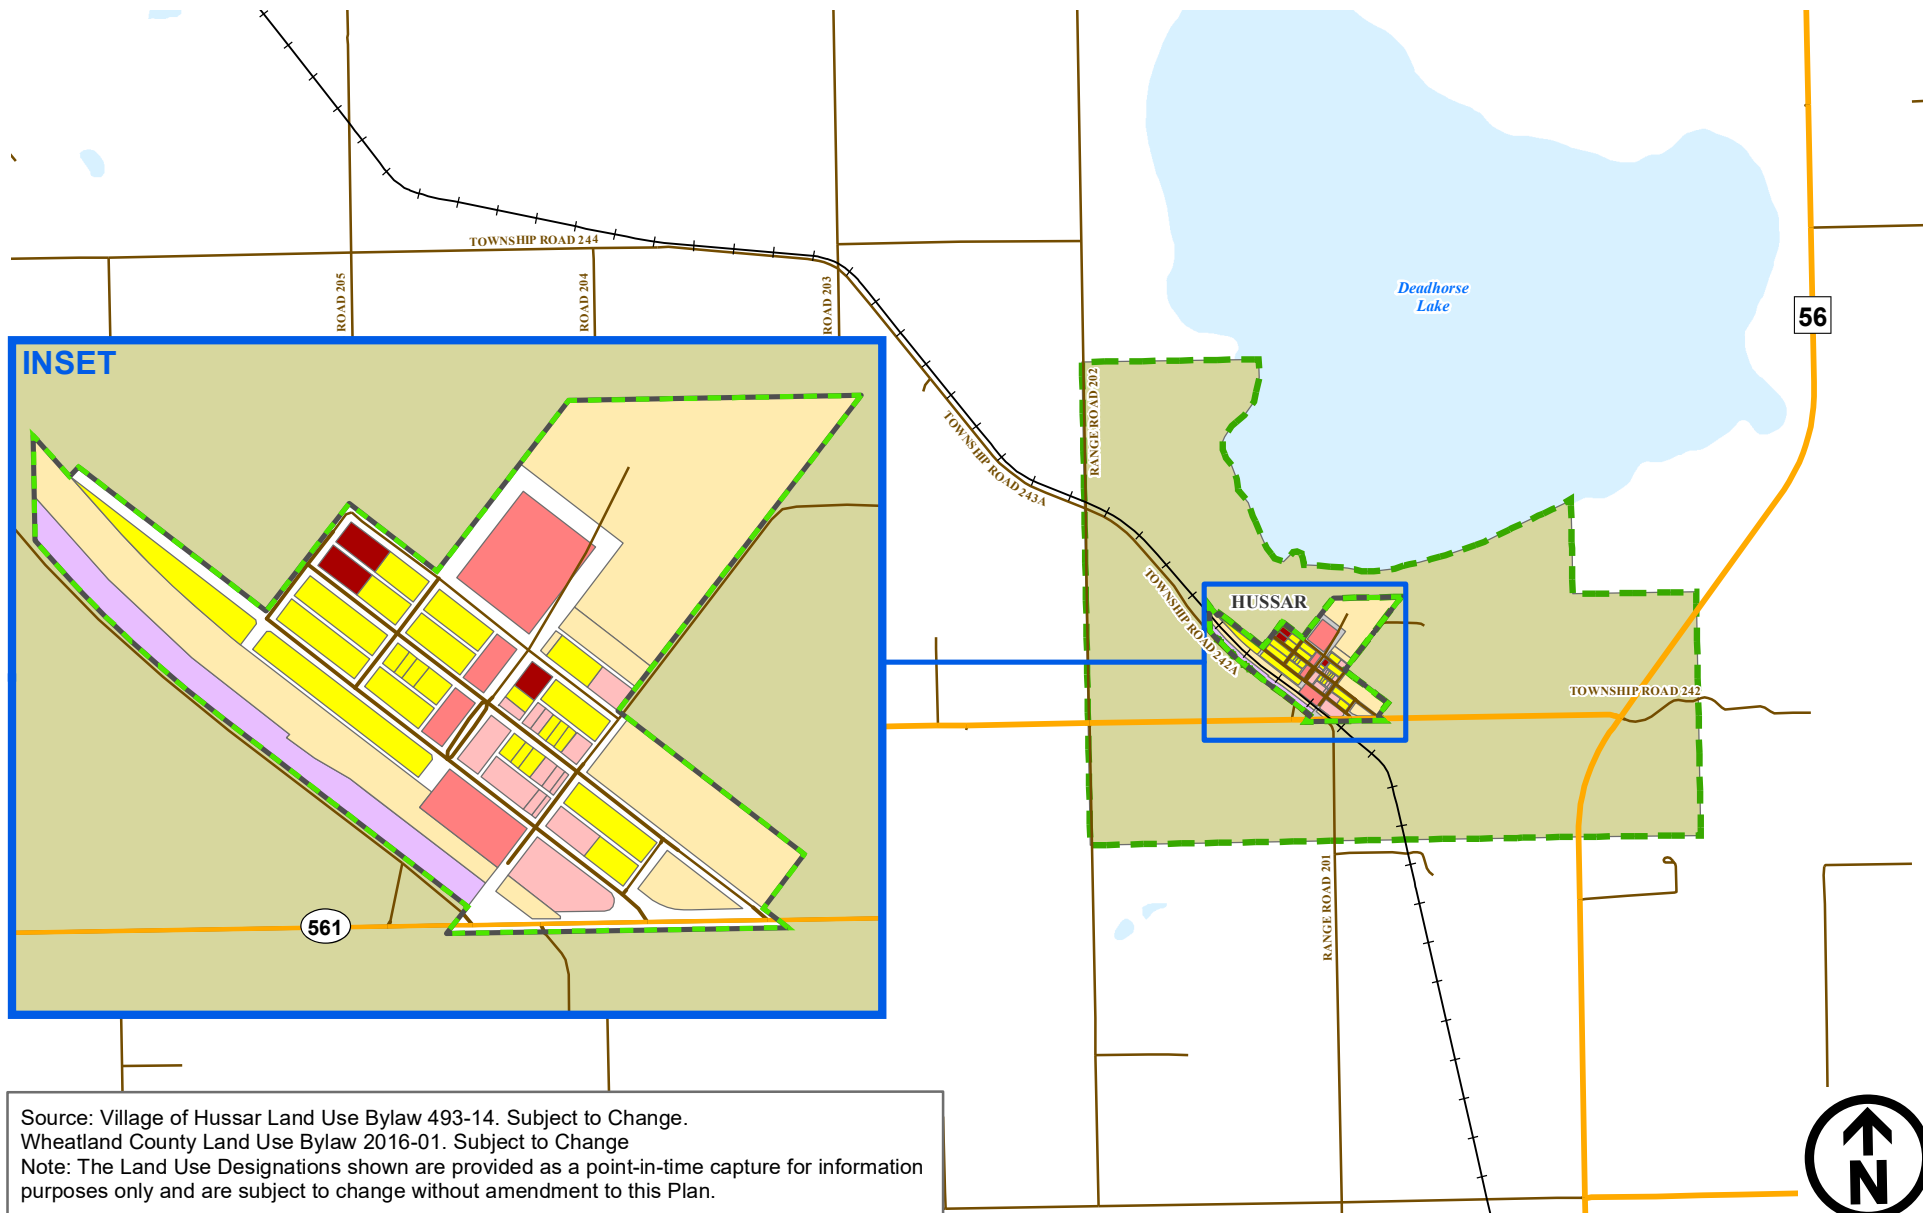 TOWNSHIP ROAD 244
ROAD 205
ROAD 204
ROAD 203
Deadhorse
Lake
56
INSET
RANGE ROAD 202
TOWNSHIP ROAD 243A
TOWNSHIP ROAD 242A
HUSSAR
TOWNSHIP ROAD 242
RANGE ROAD 201
561
Source: Village of Hussar Land Use Bylaw 493-14. Subject to Change.
Wheatland County Land Use Bylaw 2016-01. Subject to Change
Note: The Land Use Designations shown are provided as a point-in-time capture for information
purposes only and are subject to change without amendment to this Plan.
N